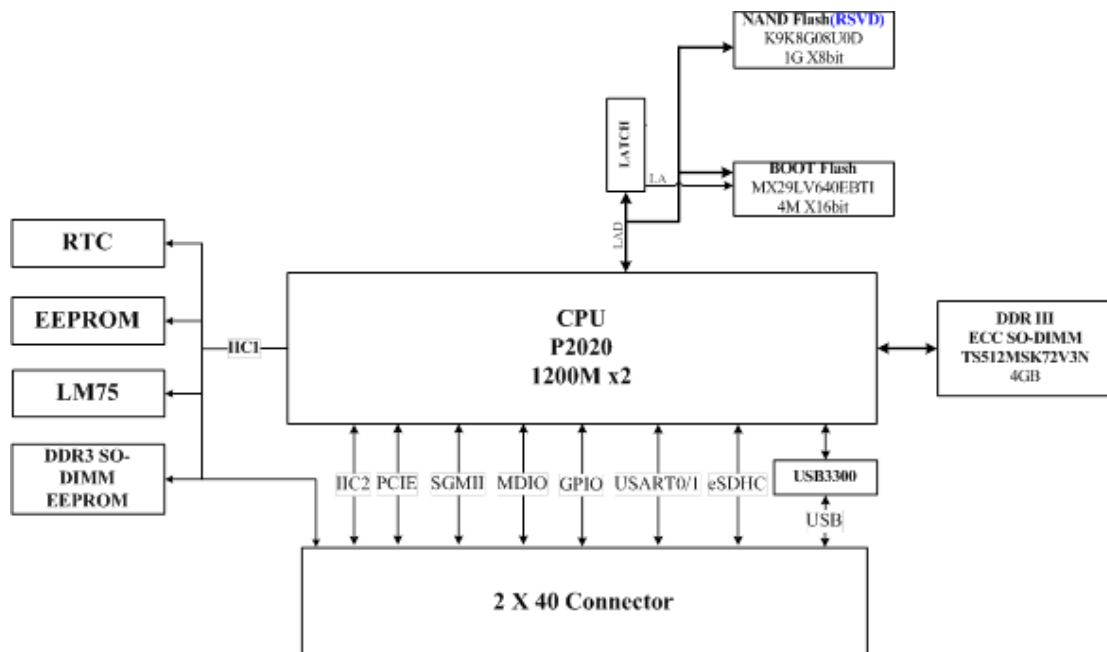 NAND Flash(RSVD)
K9K8G08U0D
1G X8bit
LATCH
LA
BOOT Flash
MX29LV640EBTI
4M X16bit
LAD
RTC
EEPROM
LM75
DDR3 SO-
DIMM
EEPROM
IIC1
CPU
P2020
1200M x2
DDR III
ECC SO-DIMM
TS512MSK72V3N
4GB
IIC2
PCIE
SGMII
MDIO
GPIO
USART0/1
eSDHC
USB3300
USB
2 X 40 Connector